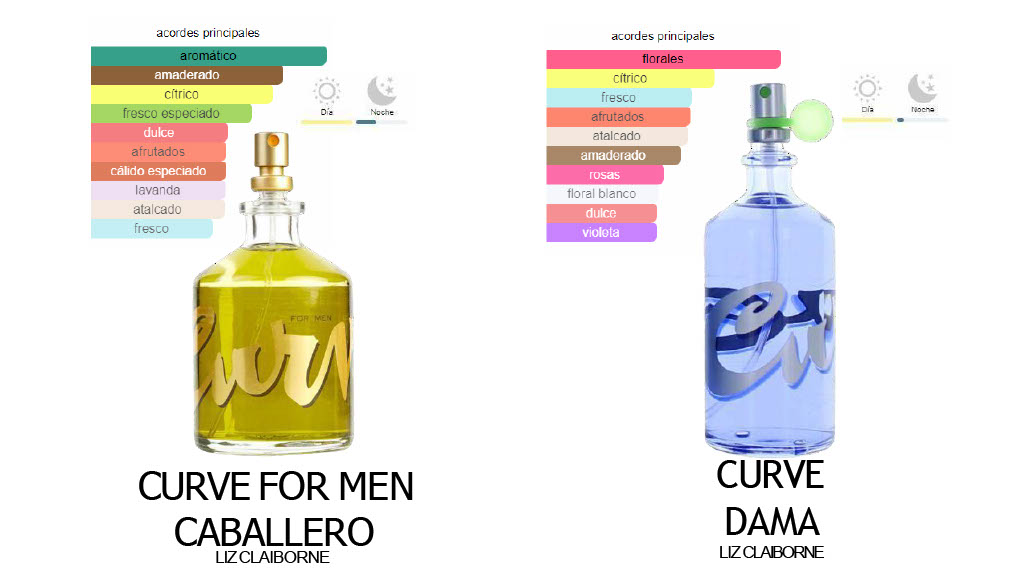 acordes principales
aromático
amaderado
cítrico
fresco especiado
dulce
afrutados
cálido especiado
lavanda
atalcado
fresco
Día
Noche
FOR MEN
Curv
CURVE FOR MEN
CABALLERO
LIZ CLAIBORNE
acordes principales
florales
cítrico
fresco
afrutados
atalcado
amaderado
rosas
floral blanco
dulce
violeta
Día
Noche
Cu
CURVE
DAMA
LIZ CLAIBORNE